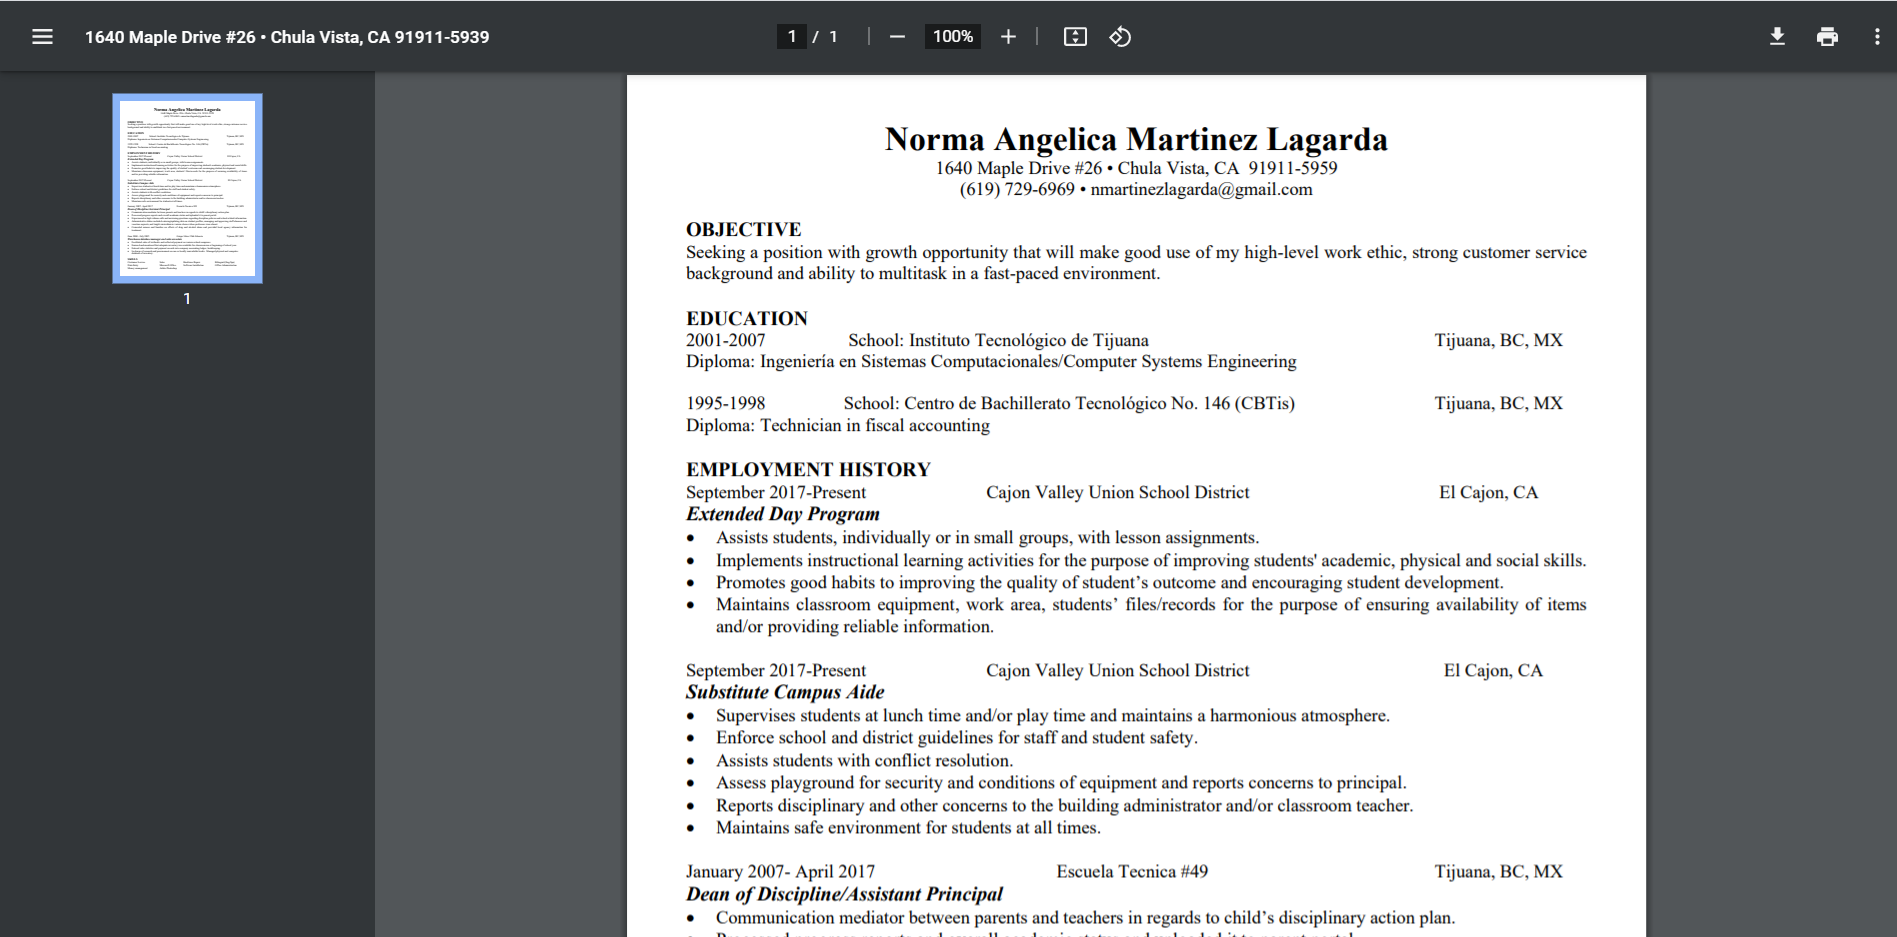 1640 Maple Drive #26 • Chula Vista, CA 91911-5939
1 / 1
100%
Norma Angelica Martinez Lagarda
1
Norma Angelica Martinez Lagarda
1640 Maple Drive #26 • Chula Vista, CA 91911-5959
(619) 729-6969 • nmartinezlagarda@gmail.com
OBJECTIVE
Seeking a position with growth opportunity that will make good use of my high-level work ethic, strong customer service
background and ability to multitask in a fast-paced environment.
EDUCATION
2001-2007 School: Instituto Tecnológico de Tijuana Tijuana, BC, MX
Diploma: Ingeniería en Sistemas Computacionales/Computer Systems Engineering
1995-1998 School: Centro de Bachillerato Tecnológico No. 146 (CBTis) Tijuana, BC, MX
Diploma: Technician in fiscal accounting
EMPLOYMENT HISTORY
September 2017-Present Cajon Valley Union School District El Cajon, CA
Extended Day Program
• Assists students, individually or in small groups, with lesson assignments.
• Implements instructional learning activities for the purpose of improving students' academic, physical and social skills.
• Promotes good habits to improving the quality of student’s outcome and encouraging student development.
• Maintains classroom equipment, work area, students’ files/records for the purpose of ensuring availability of items
and/or providing reliable information.
September 2017-Present Cajon Valley Union School District El Cajon, CA
Substitute Campus Aide
• Supervises students at lunch time and/or play time and maintains a harmonious atmosphere.
• Enforce school and district guidelines for staff and student safety.
• Assists students with conflict resolution.
• Assess playground for security and conditions of equipment and reports concerns to principal.
• Reports disciplinary and other concerns to the building administrator and/or classroom teacher.
• Maintains safe environment for students at all times.
January 2007- April 2017 Escuela Tecnica #49 Tijuana, BC, MX
Dean of Discipline/Assistant Principal
• Communication mediator between parents and teachers in regards to child’s disciplinary action plan.